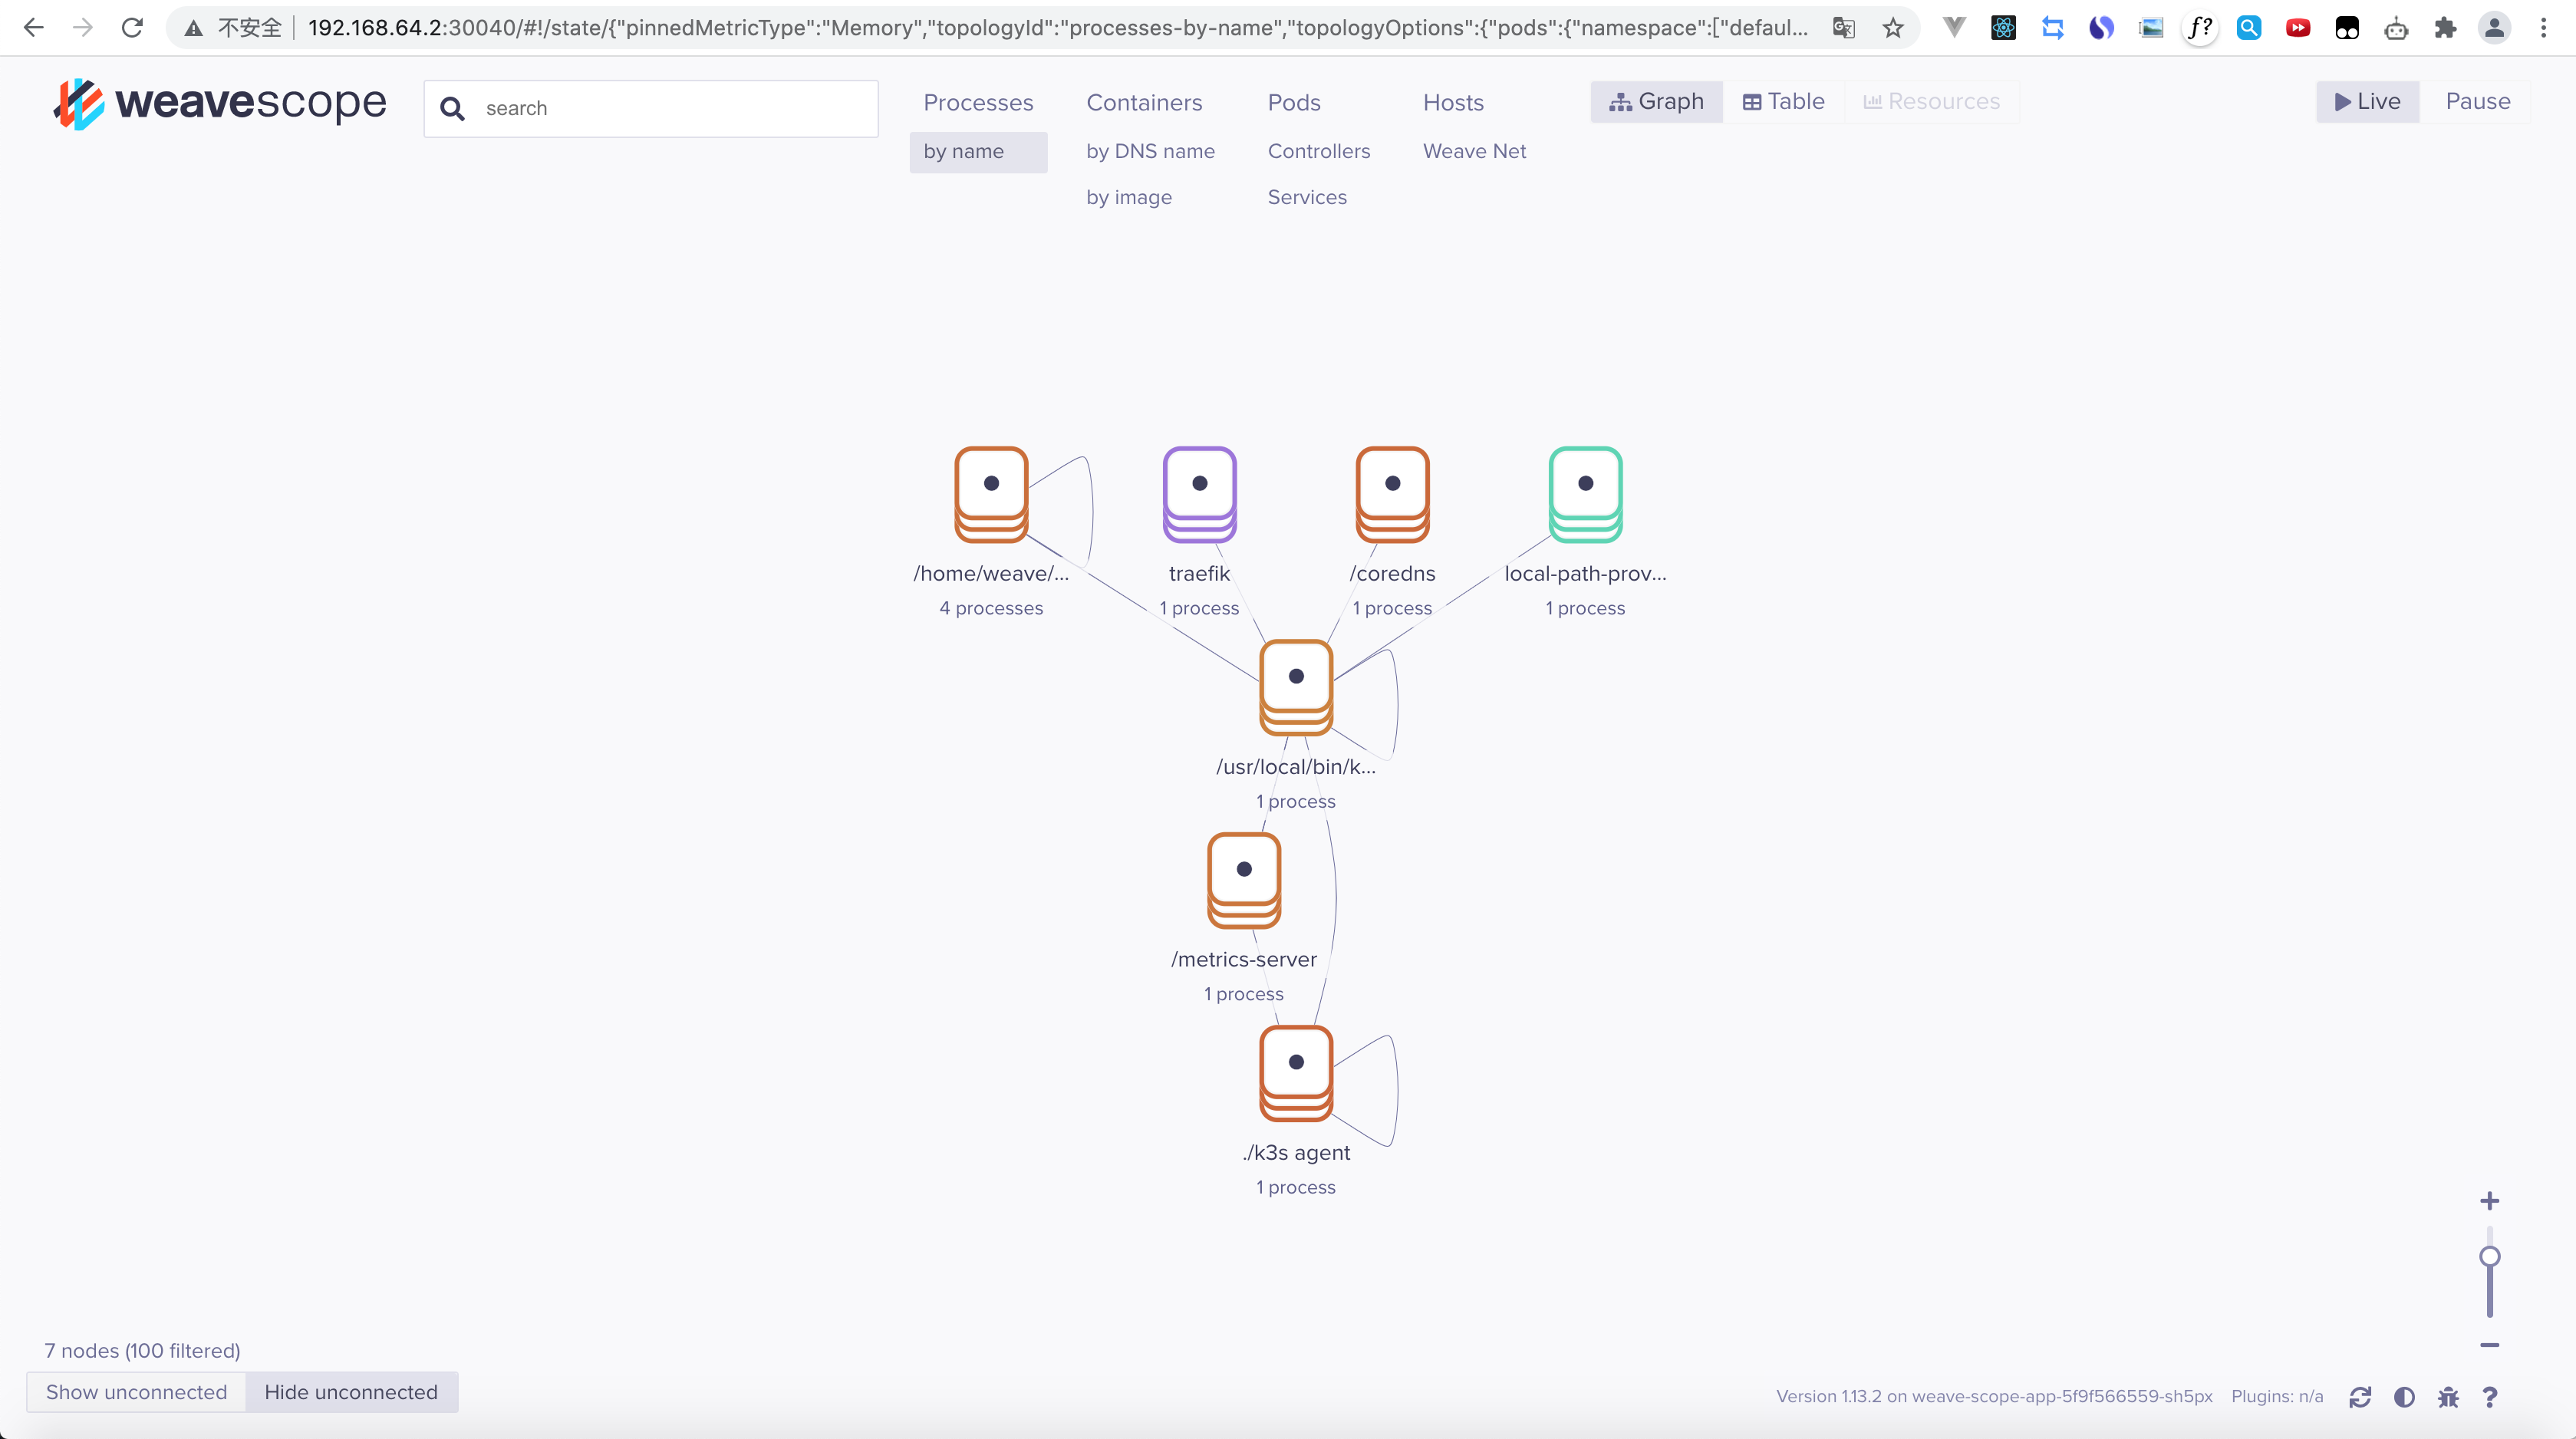 不安全 192.168.64.2:30040/#!/state/{"pinnedMetricType":"Memory","topologyId":"processes-by-name","topologyOptions":{"pods":{"namespace":["defaul...
f?
weavescope
search
Processes Containers Pods Hosts
Graph Table Resources
Live Pause
by name by DNS name Controllers Weave Net
by image Services
/home/weave/... traefik /coredns local-path-prov...
4 processes 1 process 1 process 1 process
/usr/local/bin/k...
1 process
/metrics-server
1 process
./k3s agent
1 process
7 nodes (100 filtered)
Show unconnected Hide unconnected
Version 1.13.2 on weave-scope-app-5f9f566559-sh5px Plugins: n/a